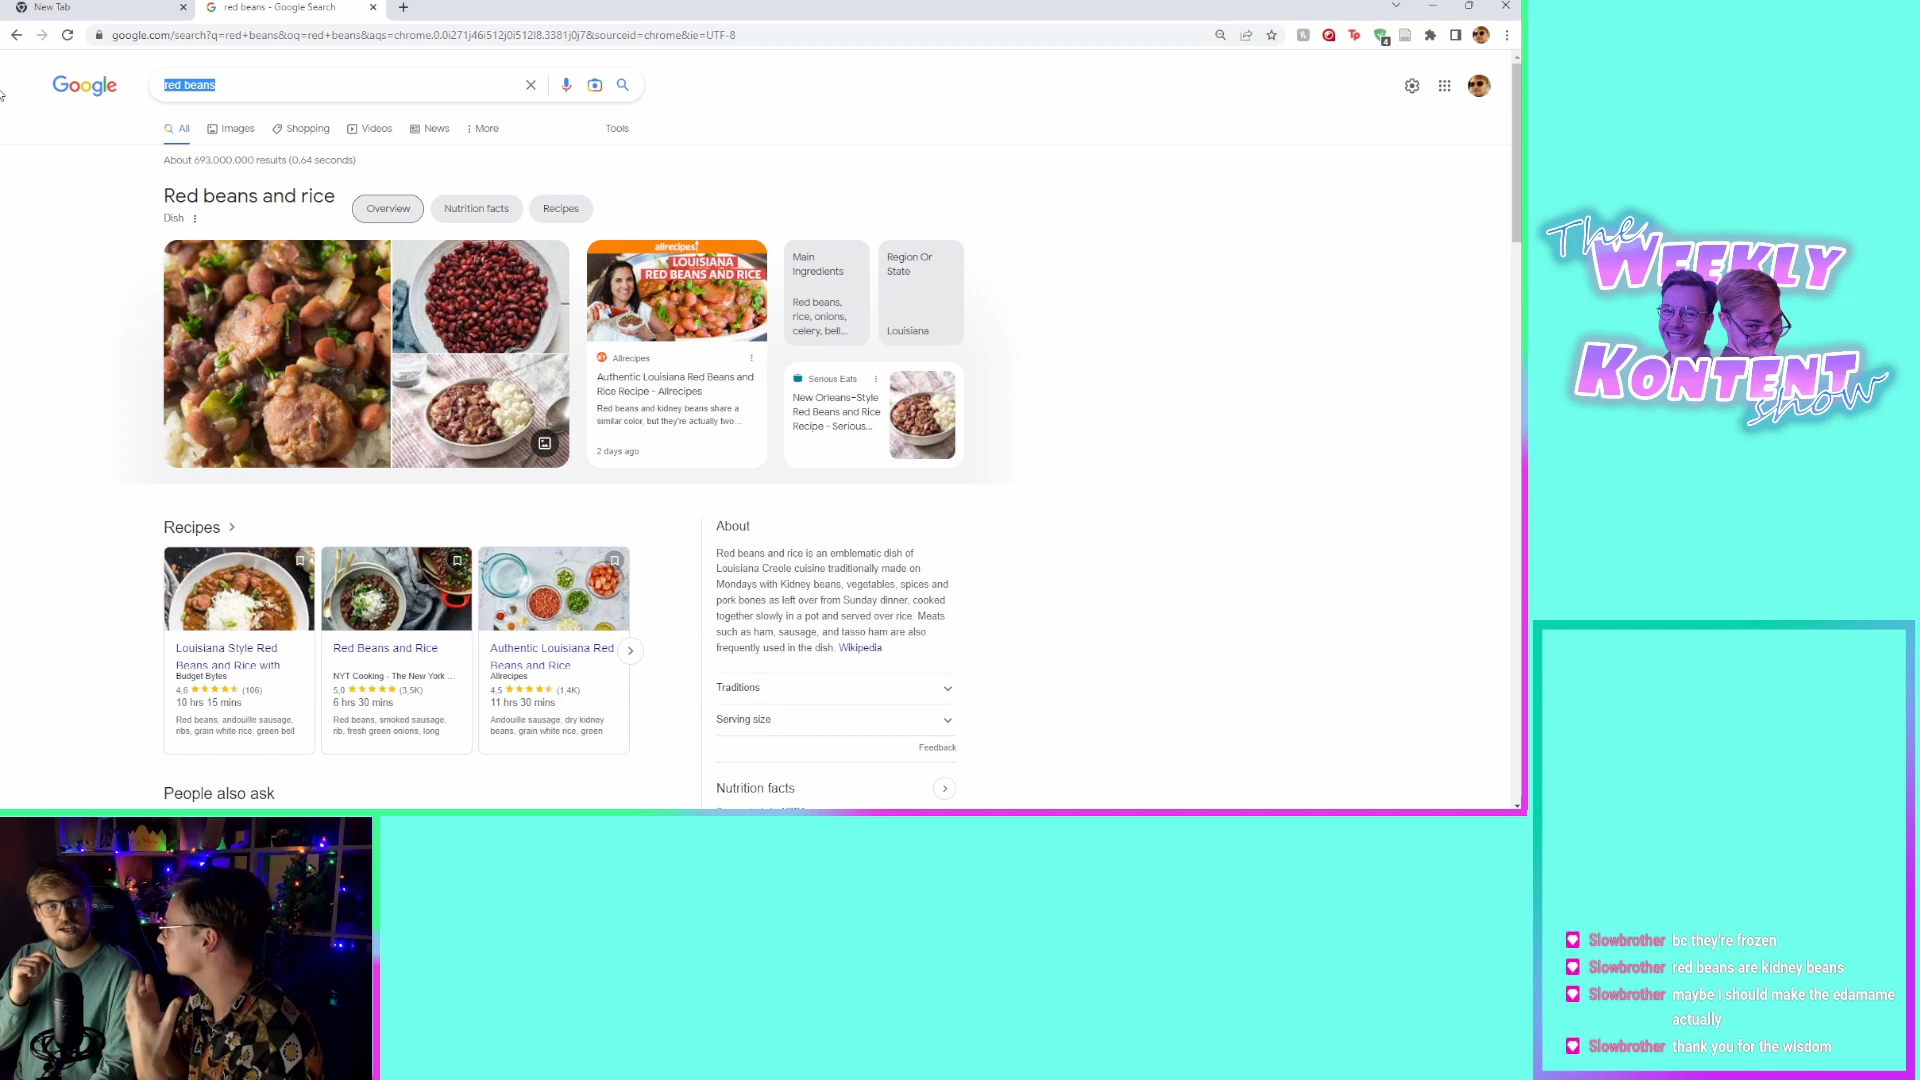 New Tab
red beans - Google Search
google.com/search?q=red+beans&oq=red+beans&aqs=chrome.0.0i271j46i512j0i512l8.3381j0j7&sourceid=chrome&ie=UTF-8
4
Google
red beans
All
Images
Shopping
Videos
News
More
Tools
About 693.000.000 results (0,64 seconds)
Red beans and rice
Dish
Overview
Nutrition facts
Recipes
allrecipes!
LOUISIANA
RED BEANS AND RICE
Allrecipes
Authentic Louisiana Red Beans and
Rice Recipe - Allrecipes
Red beans and kidney beans share a
similar color, but they're actually two...
2 days ago
Main
Ingredients
Red beans,
rice, onions,
celery, bell...
Region Or
State
Louisiana
Serious Eats
New Orleans-Style
Red Beans and Rice
Recipe - Serious...
Recipes
Louisiana Style Red
Beans and Rice with
Budget Bytes
4,6 (106)
10 hrs 15 mins
Red beans, andouille sausage,
ribs, grain white rice, green bell
Red Beans and Rice
NYT Cooking - The New York ...
5,0 (3,5K)
6 hrs 30 mins
Red beans, smoked sausage,
rib, fresh green onions, long
Authentic Louisiana Red
Beans and Rice
Allrecipes
4,5 (1,4K)
11 hrs 30 mins
Andouille sausage, dry kidney
beans, grain white rice, green
People also ask
About
Red beans and rice is an emblematic dish of
Louisiana Creole cuisine traditionally made on
Mondays with Kidney beans, vegetables, spices and
pork bones as left over from Sunday dinner, cooked
together slowly in a pot and served over rice. Meats
such as ham, sausage, and tasso ham are also
frequently used in the dish. Wikipedia
Traditions
Serving size
Feedback
Nutrition facts
The
WEEKLY
KONTENT
show
Slowbrother bc they're frozen
Slowbrother red beans are kidney beans
Slowbrother maybe i should make the edamame
actually
Slowbrother thank you for the wisdom